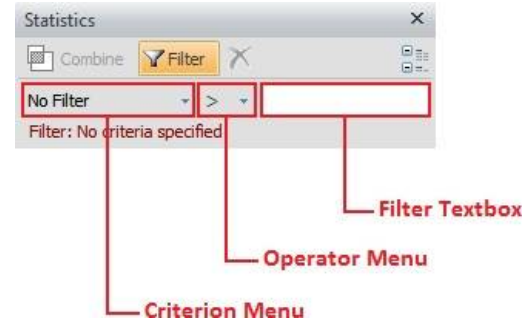 Statistics
Combine Filter
No Filter >
Filter: No criteria specified
Filter Textbox
Operator Menu
Criterion Menu